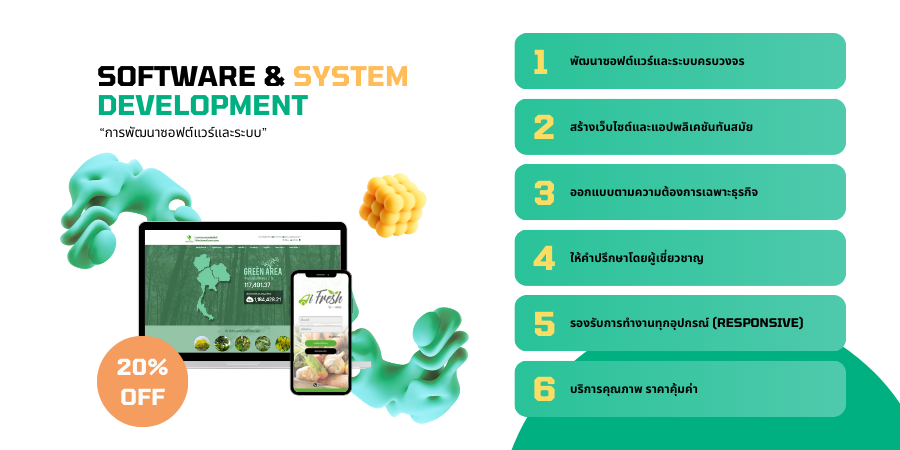 SOFTWARE & SYSTEM
DEVELOPMENT
“การพัฒนาซอฟต์แวร์และระบบ”
GREEN AREA
117,401.37
20%
OFF
1 พัฒนาซอฟต์แวร์และระบบครบวงจร
2 สร้างเว็บไซต์และแอปพลิเคชันทันสมัย
3 ออกแบบตามความต้องการเฉพาะธุรกิจ
4 ให้คำปรึกษาโดยผู้เชี่ยวชาญ
5 รองรับการทำงานทุกอุปกรณ์ (RESPONSIVE)
6 บริการคุณภาพ ราคาคุ้มค่า